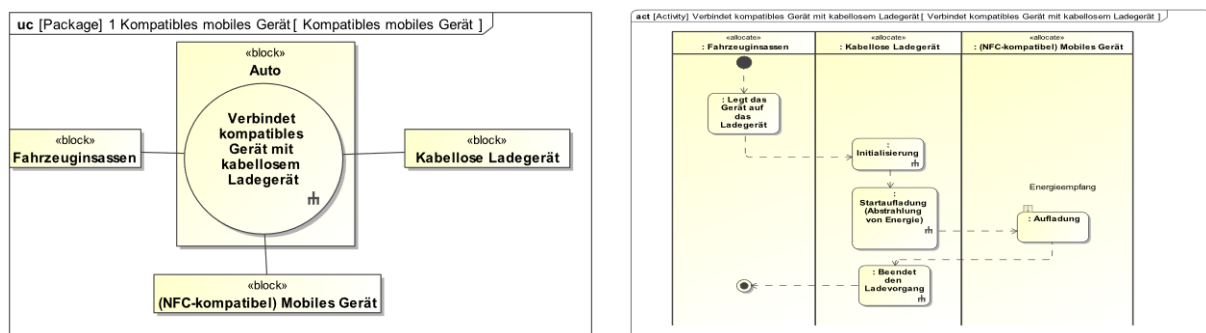 uc [Package] 1 Kompatibles mobiles Gerät [ Kompatibles mobiles Gerät ]
«block»
Auto
Verbindet
kompatibles
Gerät mit
kabellosem
Ladegerät
«block»
Fahrzeuginsassen
«block»
Kabellose Ladegerät
«block»
(NFC-kompatibel) Mobiles Gerät
act [Activity] Verbindet kompatibles Gerät mit kabellosem Ladegerät [ Verbindet kompatibles Gerät mit kabellosem Ladegerät ]
«allocate»
: Fahrzeuginsassen
«allocate»
: Kabellose Ladegerät
«allocate»
: (NFC-kompatibel) Mobiles Gerät
: Legt das
Gerät auf
das
Ladegerät
:
Initialisierung
:
Startaufladung
(Abstrahlung
von Energie)
Energieempfang
: Aufladung
: Beendet
den
Ladevorgang